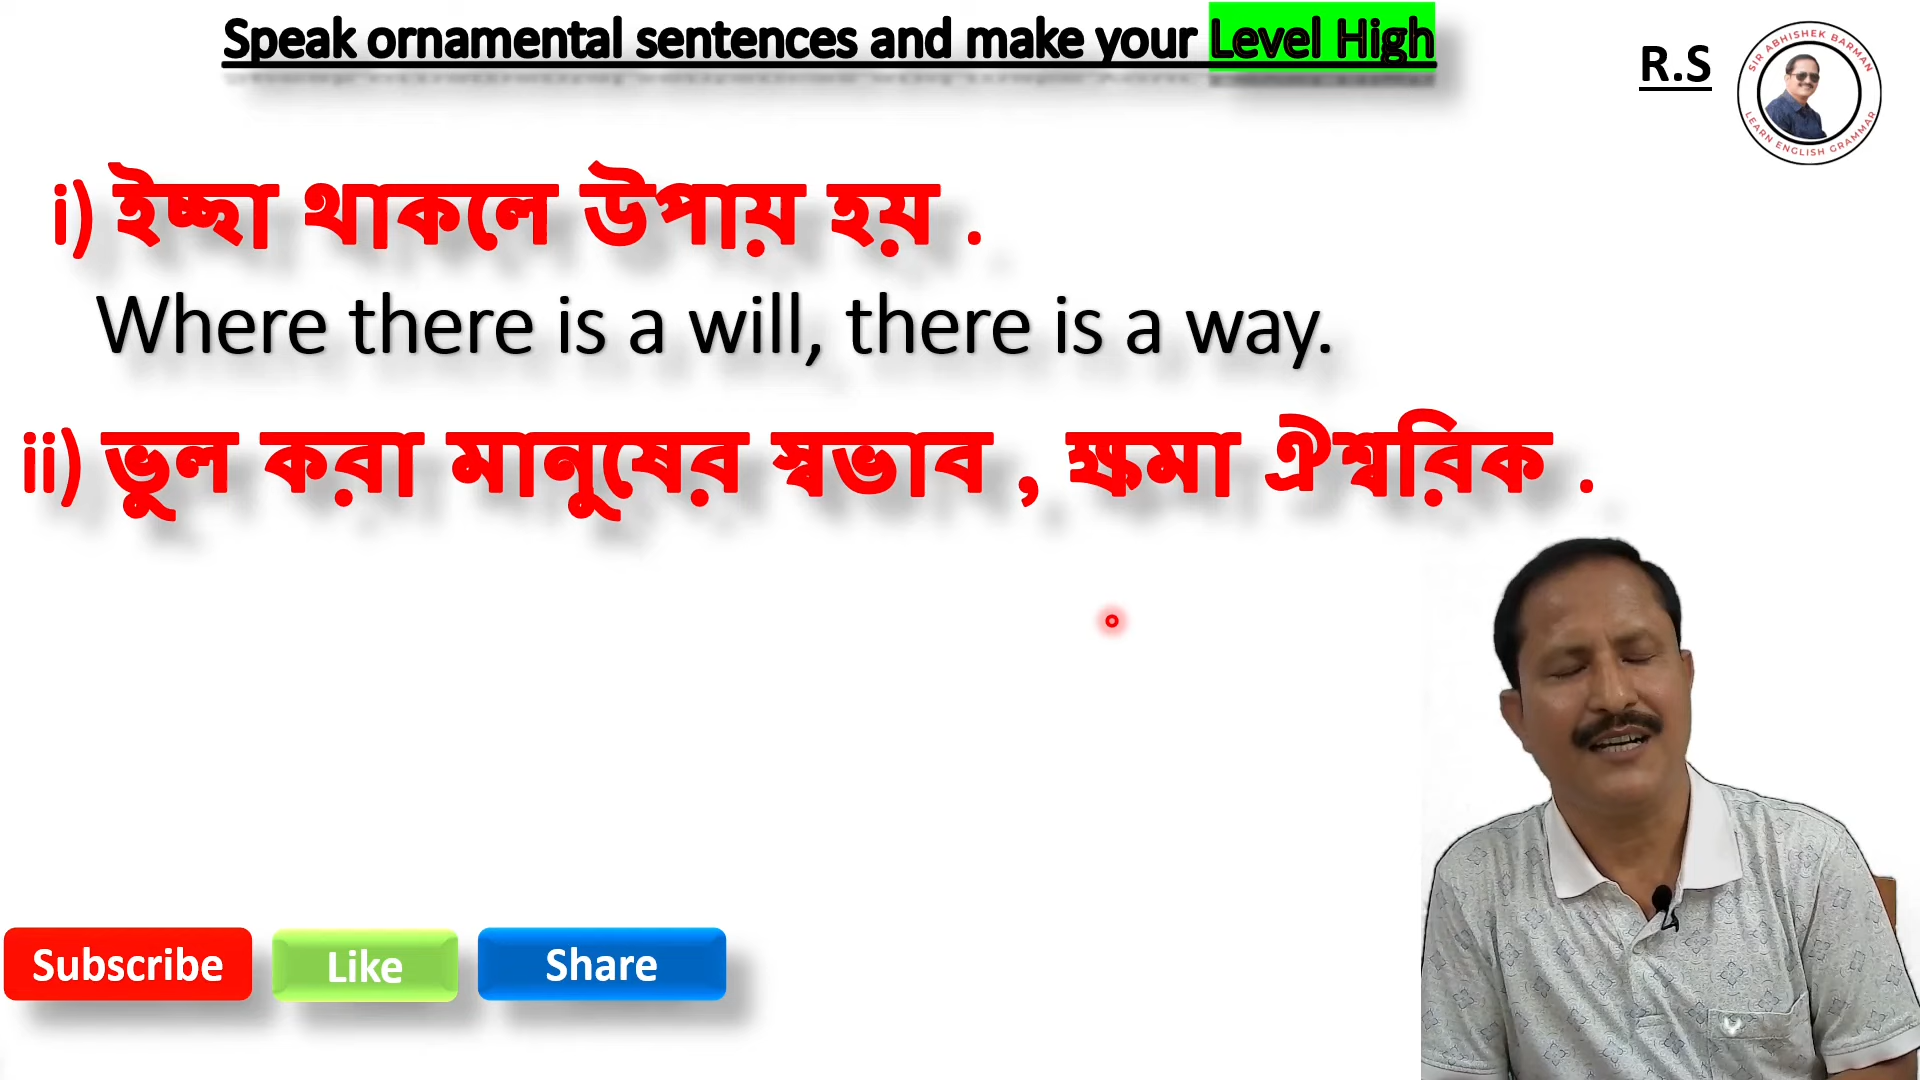 Speak ornamental sentences and make your Level High
R.S
SIR ABHISHEK BARMAN
LEARN ENGLISH GRAMMAR
i) ইচ্ছা থাকলে উপায় হয় .
Where there is a will, there is a way.
ii) ভুল করা মানুষের স্বভাব , ক্ষমা ঐশ্বরিক .
Subscribe
Like
Share